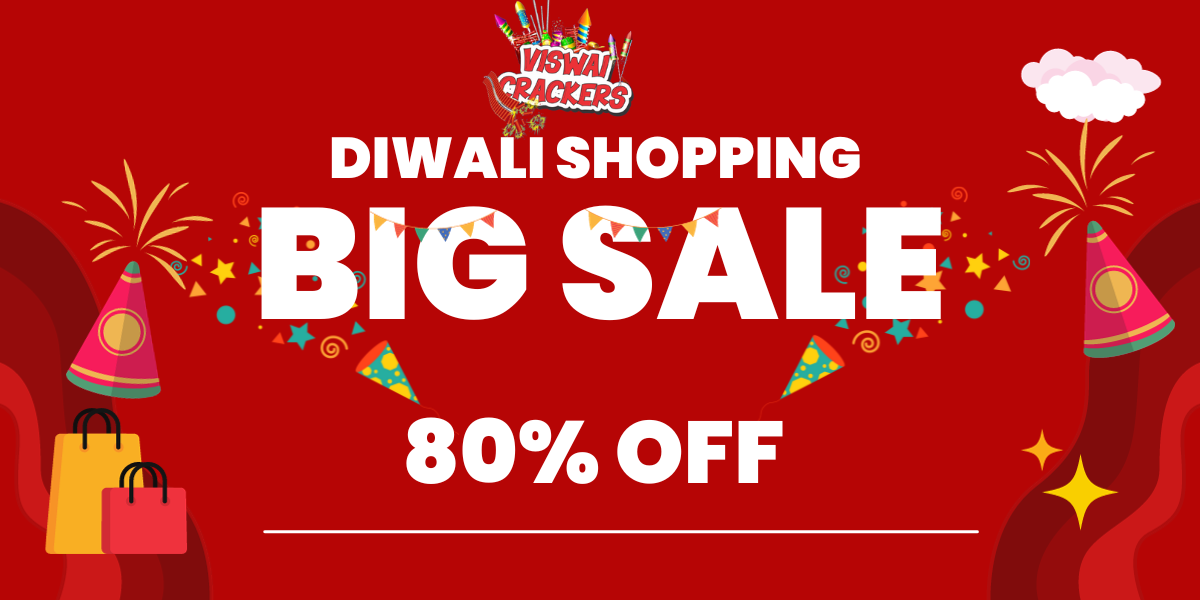 VISWAI
CRACKERS
DIWALI SHOPPING
BIG SALE
80% OFF